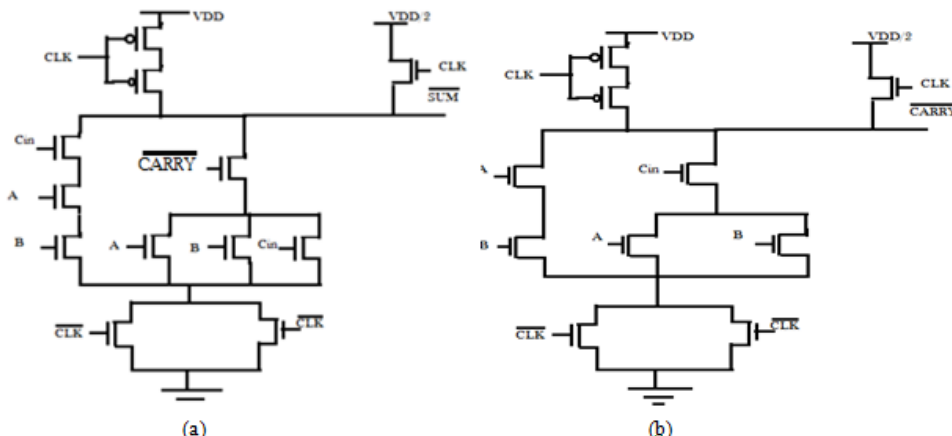 VDD
VDD/2
CLK
CLK
SUM
Cin
CARRY
A
B
A
B
Cin
CLK
CLK
(a)
VDD
VDD/2
CLK
CLK
CARRY
A
Cin
B
A
B
CLK
CLK
(b)